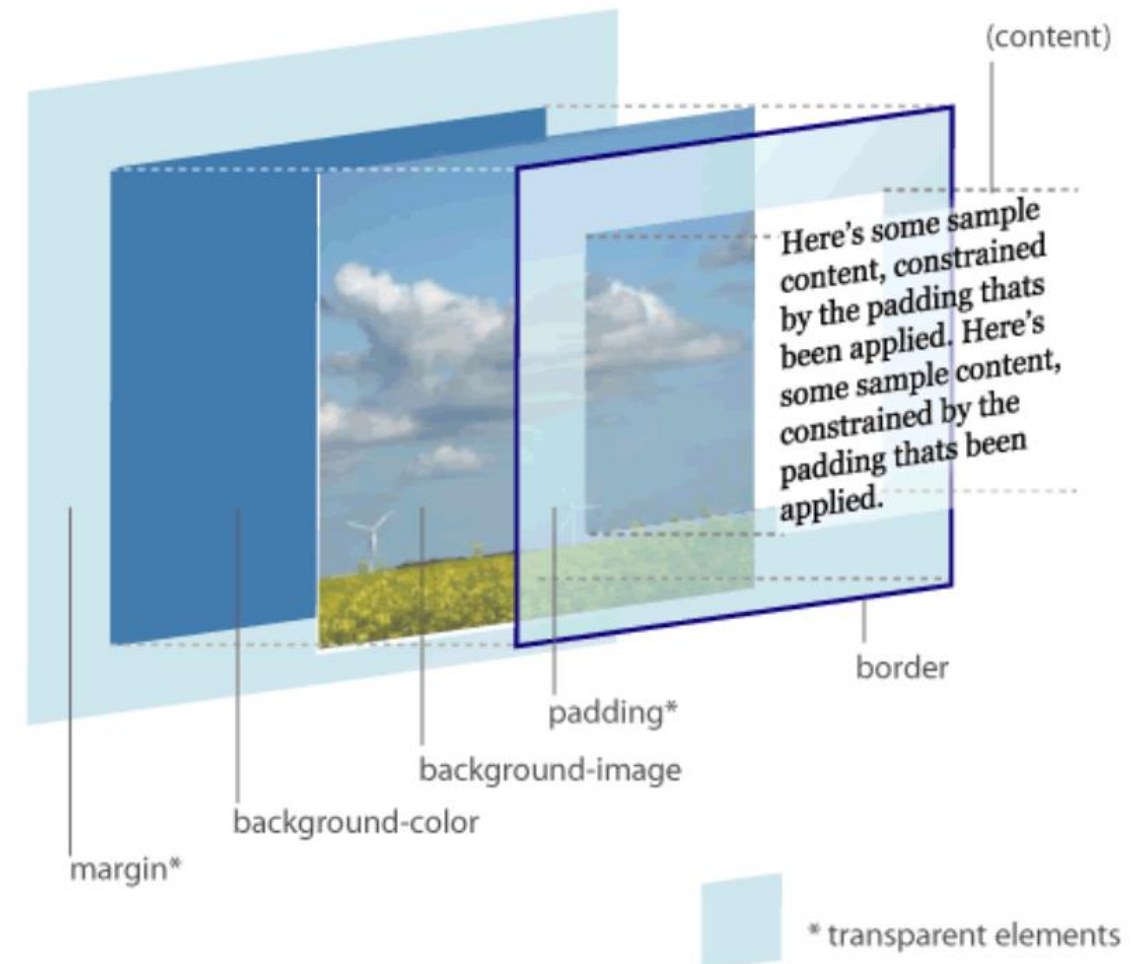 (content)
Here's some sample
content, constrained
by the padding thats
been applied. Here's
some sample content,
constrained by the
padding thats been
applied.
border
padding*
background-image
background-color
margin*
* transparent elements